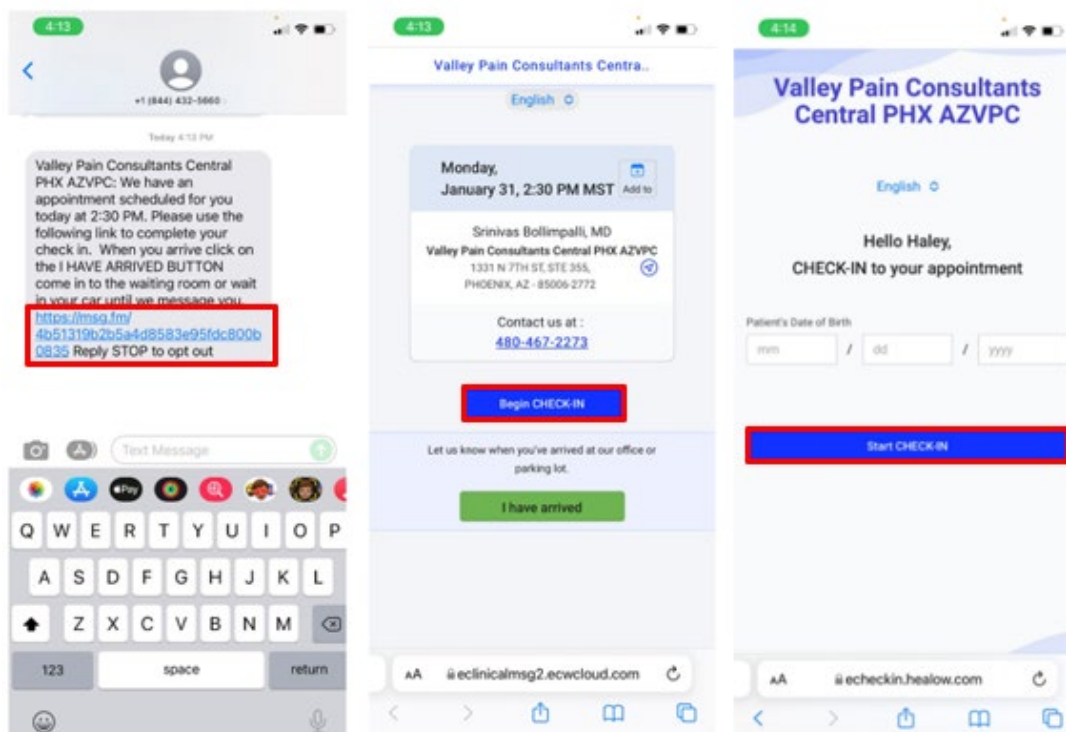 4:13
+1 (844) 432-5660
Today 4:13 PM
Valley Pain Consultants Central
PHX AZVPC: We have an
appointment scheduled for you
today at 2:30 PM. Please use the
following link to complete your
check in. When you arrive click on
the I HAVE ARRIVED BUTTON
come in to the waiting room or wait
in your car until we message you.
https://msg.fm/
4b51319b2b5a4d8583e95fdc800b
0835 Reply STOP to opt out
Text Message
Pay
Q W E R T Y U I O P
A S D F G H J K L
Z X C V B N M
123 space return
4:13
Valley Pain Consultants Centra..
English
Monday,
January 31, 2:30 PM MST
Add to
Srinivas Bollimpalli, MD
Valley Pain Consultants Central PHX AZVPC
1331 N 7TH ST, STE 355,
PHOENIX, AZ - 85006-2772
Contact us at :
480-467-2273
Begin CHECK-IN
Let us know when you've arrived at our office or
parking lot.
I have arrived
AA eclinicalmsg2.ecwcloud.com
4:14
Valley Pain Consultants
Central PHX AZVPC
English
Hello Haley,
CHECK-IN to your appointment
Patient's Date of Birth
mm / dd / yyyy
Start CHECK-IN
AA echeckin.healow.com